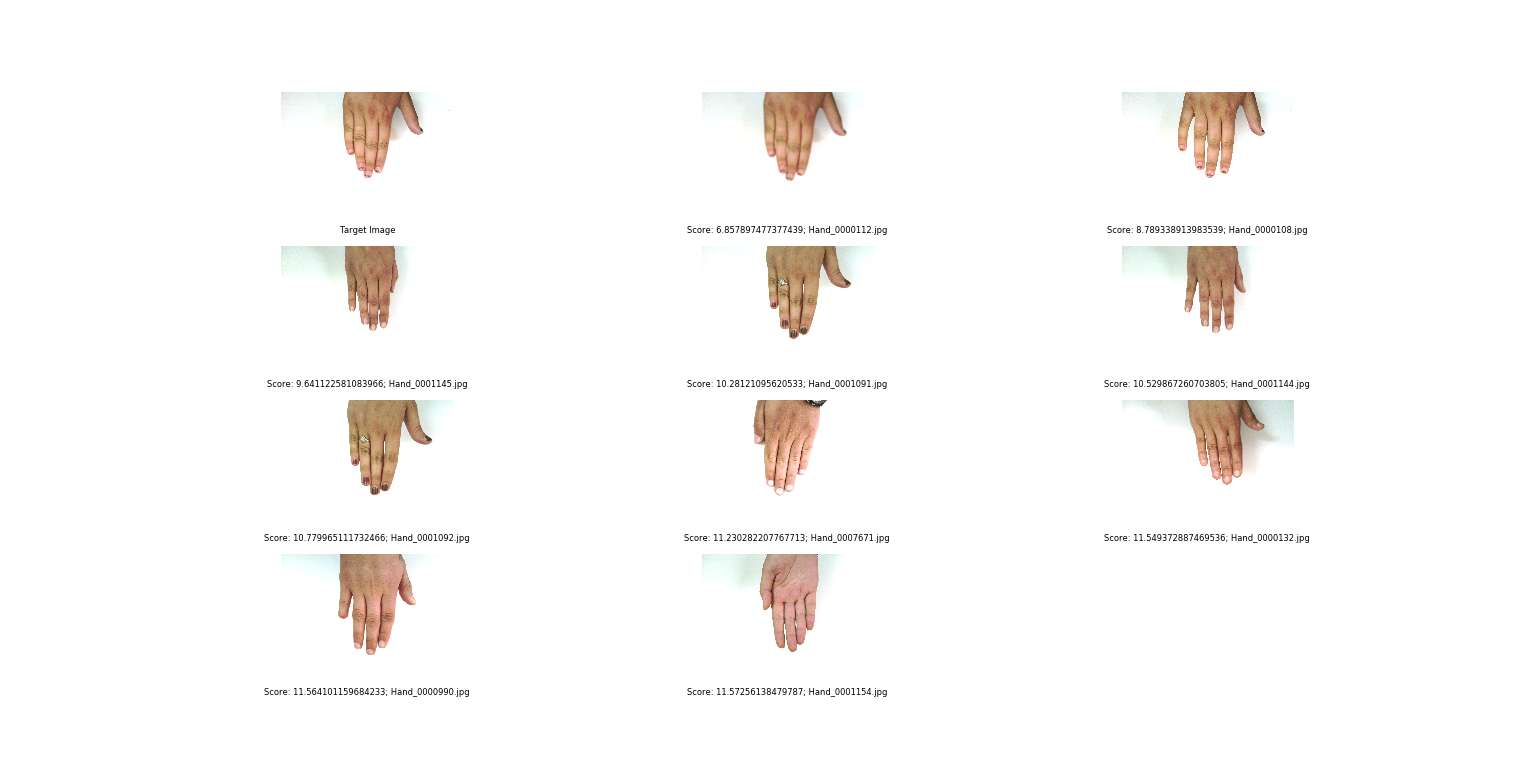 Target Image
Score: 6.857897477377439; Hand_0000112.jpg
Score: 8.789338913983539; Hand_0000108.jpg
Score: 9.641122581083966; Hand_0001145.jpg
Score: 10.28121095620533; Hand_0001091.jpg
Score: 10.529867260703805; Hand_0001144.jpg
Score: 10.779965111732466; Hand_0001092.jpg
Score: 11.230282207767713; Hand_0007671.jpg
Score: 11.549372887469536; Hand_0000132.jpg
Score: 11.564101159684233; Hand_0000990.jpg
Score: 11.57256138479787; Hand_0001154.jpg